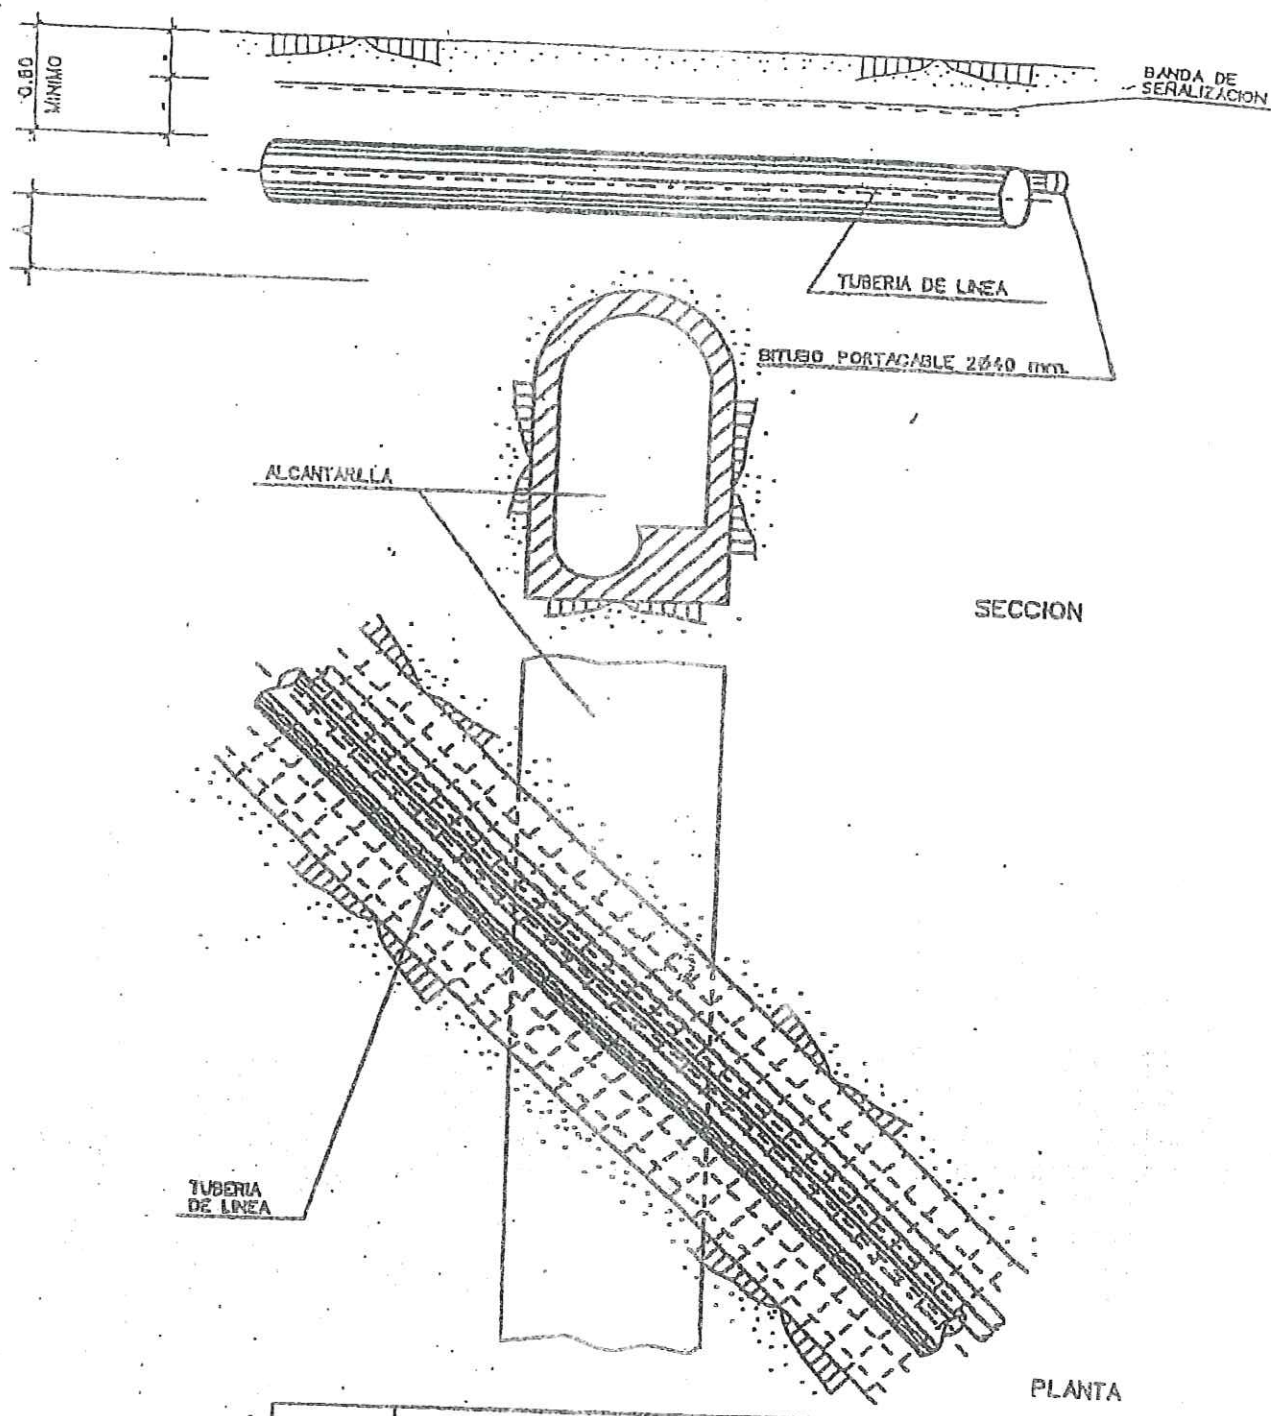 0.80
MINIMO
BANDA DE
SEÑALIZACION
TUBERIA DE LINEA
BITUBO PORTACABLE 2Ø40 mm.
ALCANTARILLA
SECCION
TUBERIA
DE LINEA
PLANTA